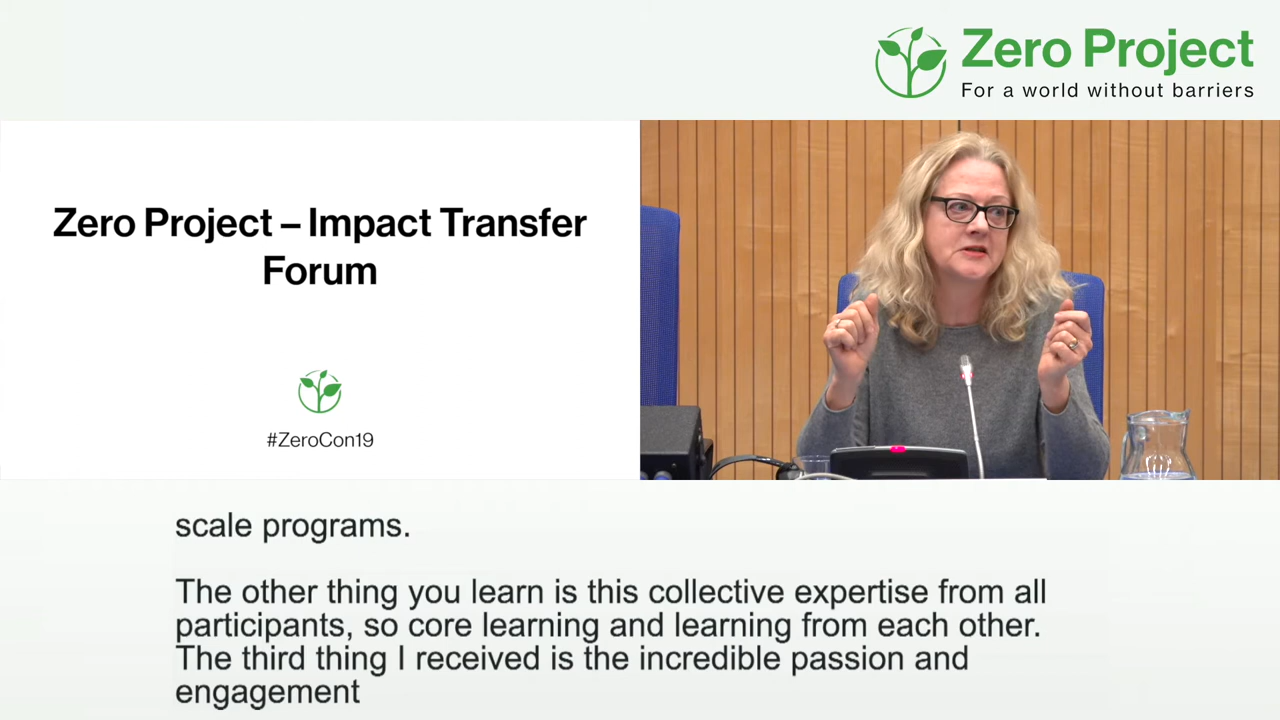 Zero Project
For a world without barriers
Zero Project – Impact Transfer
Forum
#ZeroCon19
scale programs.
The other thing you learn is this collective expertise from all
participants, so core learning and learning from each other.
The third thing I received is the incredible passion and
engagement